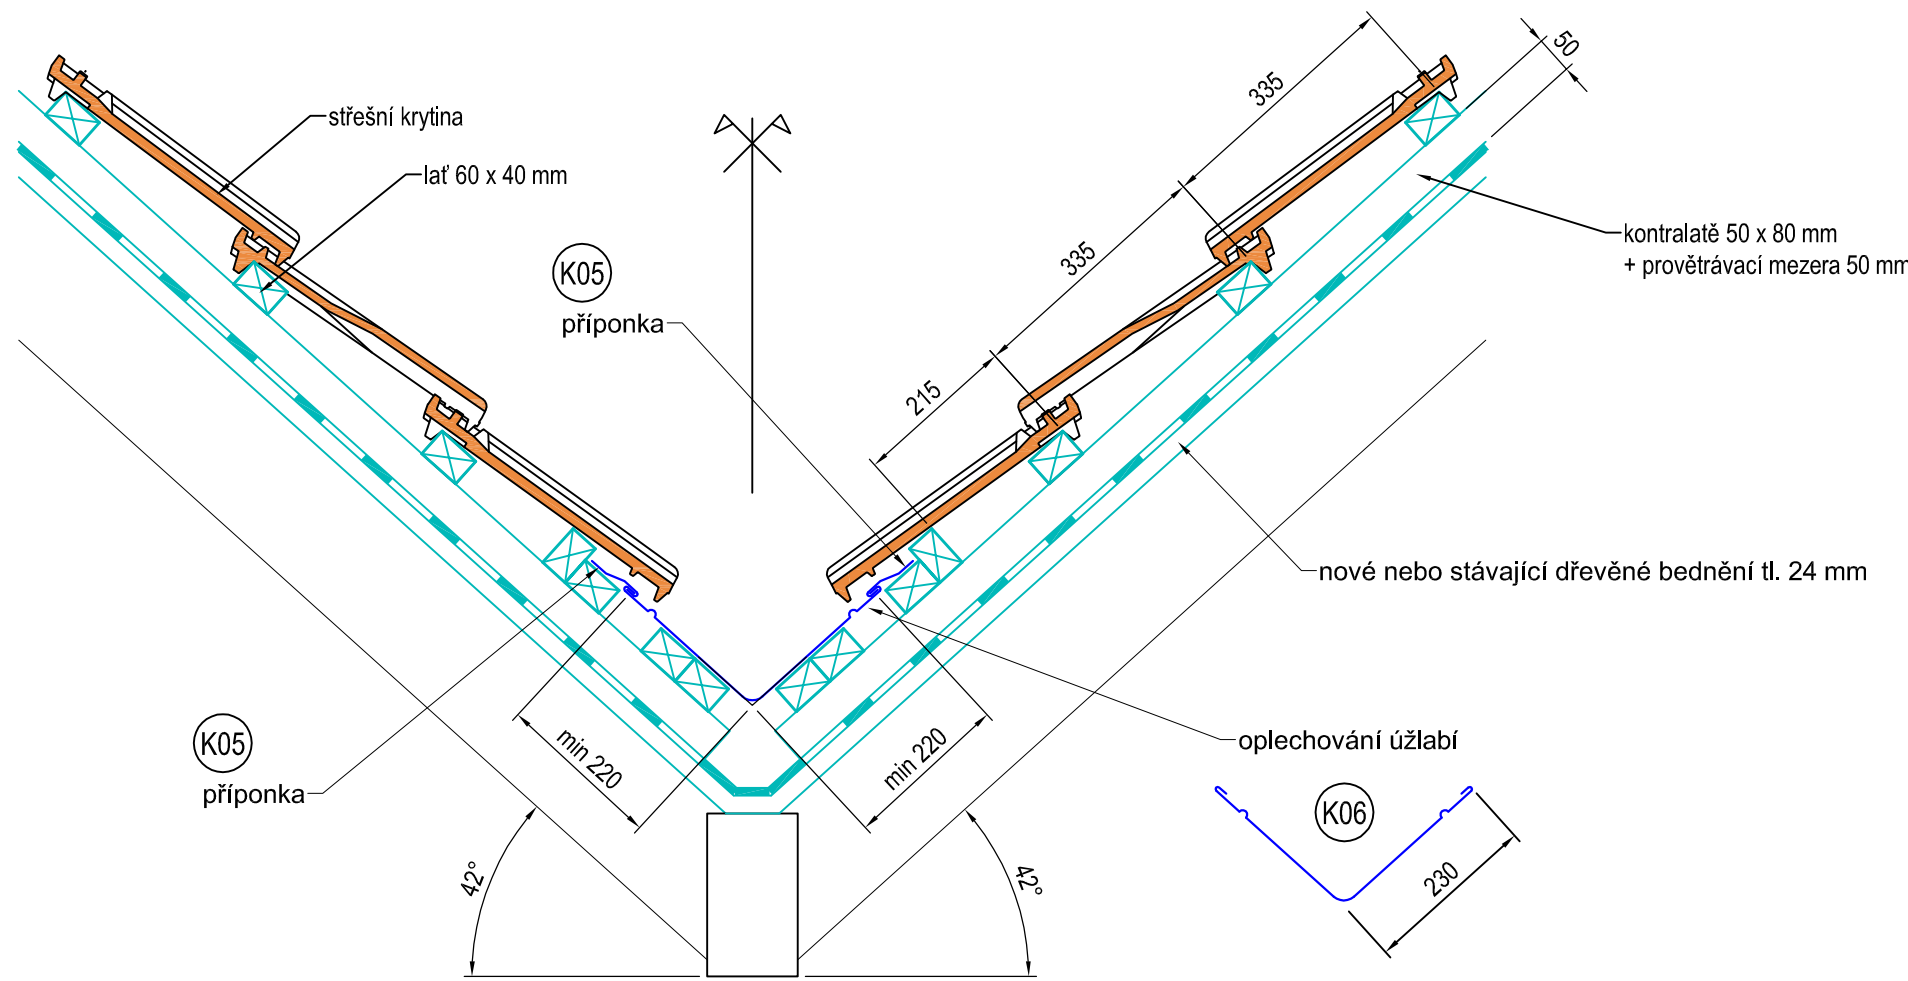 střešní krytina
lať 60 x 40 mm
K05
příponka
335
50
335
215
kontralatě 50 x 80 mm
+ provětrávací mezera 50 mm
nové nebo stávající dřevěné bednění tl. 24 mm
K05
příponka
min 220
min 220
oplechování úžlabí
K06
230
42°
42°